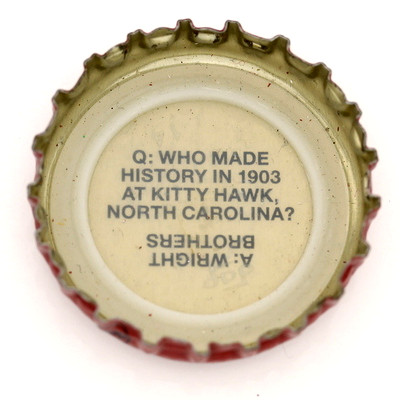 Q: WHO MADE
HISTORY IN 1903
AT KITTY HAWK,
NORTH CAROLINA?
A: WRIGHT
BROTHERS